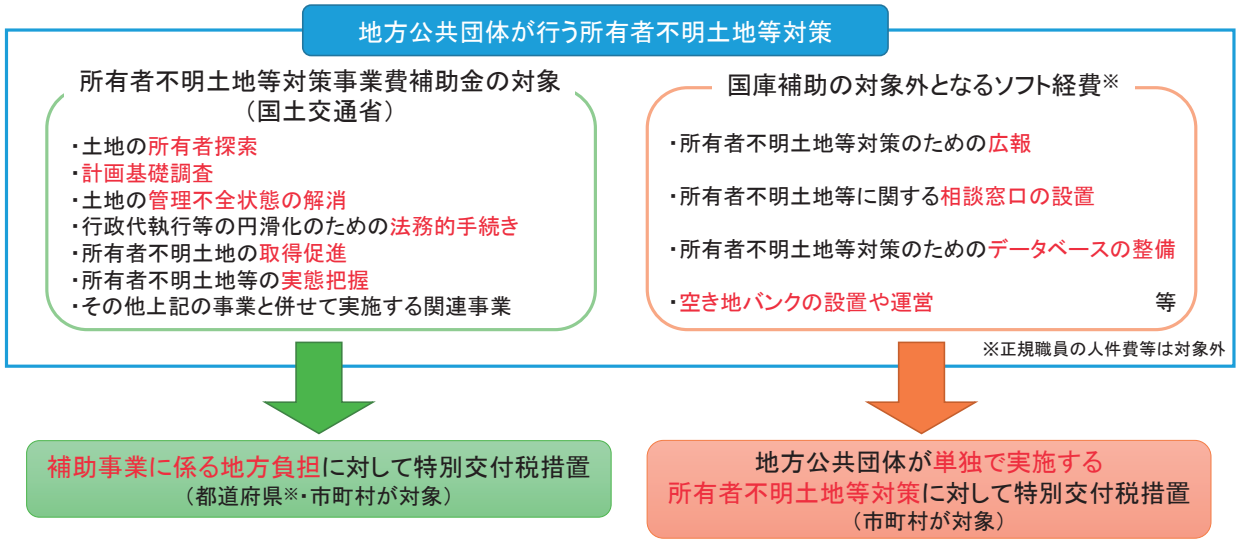 地方公共団体が行う所有者不明土地等対策
所有者不明土地等対策事業費補助金の対象
（国土交通省）
・土地の所有者探索
・計画基礎調査
・土地の管理不全状態の解消
・行政代執行等の円滑化のための法務的手続き
・所有者不明土地の取得促進
・所有者不明土地等の実態把握
・その他上記の事業と併せて実施する関連事業
国庫補助の対象外となるソフト経費※
・所有者不明土地等対策のための広報
・所有者不明土地等に関する相談窓口の設置
・所有者不明土地等対策のためのデータベースの整備
・空き地バンクの設置や運営　等
※正規職員の人件費等は対象外
補助事業に係る地方負担に対して特別交付税措置
（都道府県※・市町村が対象）
地方公共団体が単独で実施する
所有者不明土地等対策に対して特別交付税措置
（市町村が対象）